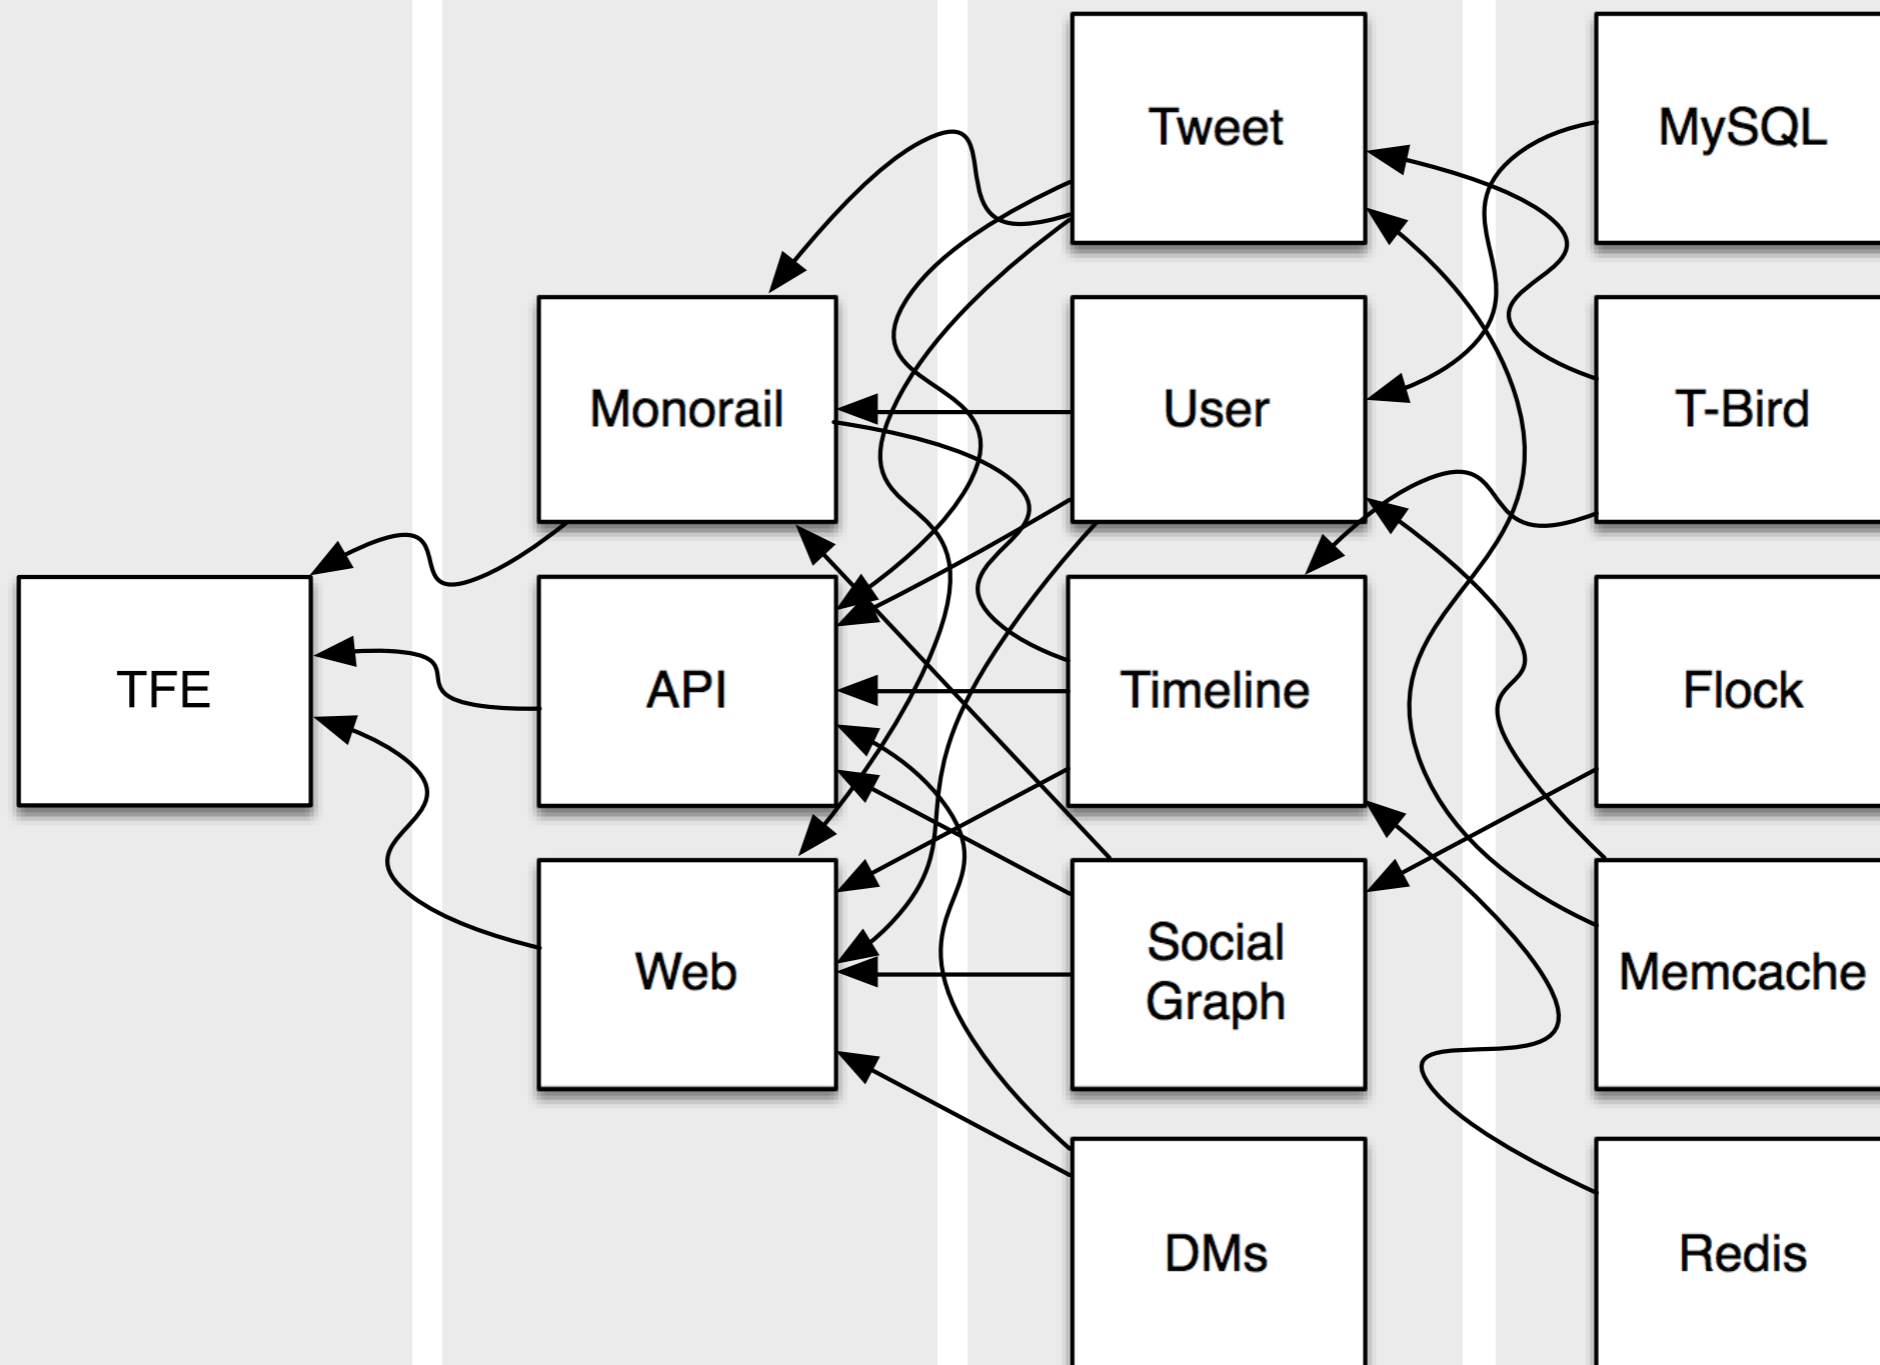 Tweet
MySQL
Monorail
User
T-Bird
TFE
API
Timeline
Flock
Web
Social
Graph
Memcache
DMs
Redis